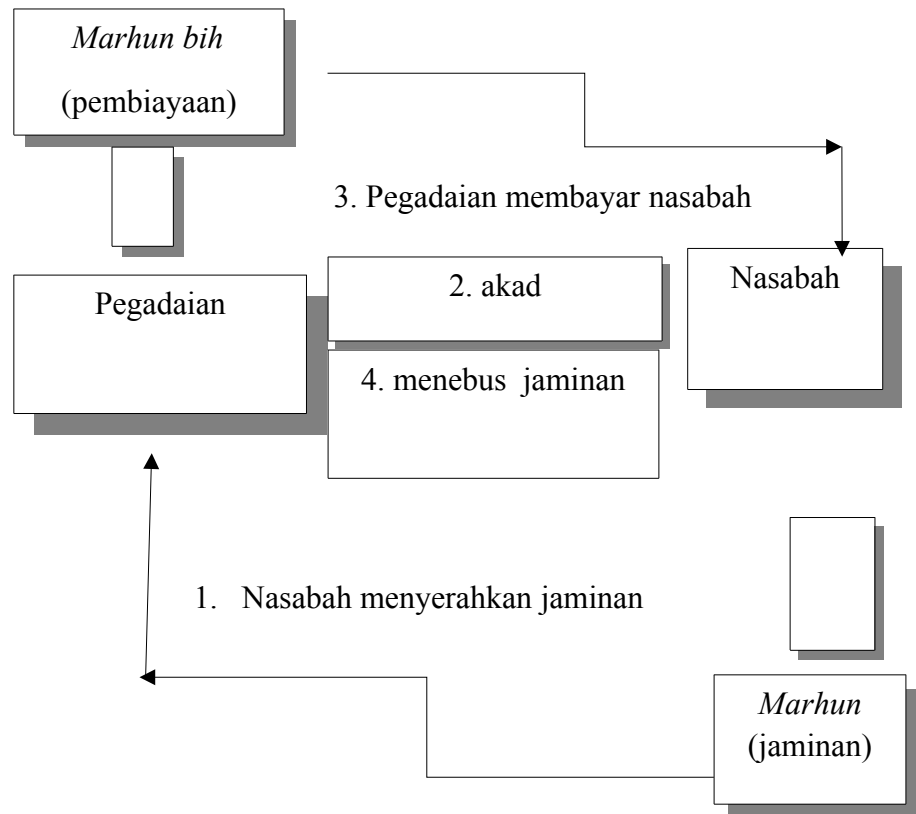 Marhun bih
(pembiayaan)
3. Pegadaian membayar nasabah
Pegadaian
2. akad
Nasabah
4. menebus jaminan
1. Nasabah menyerahkan jaminan
Marhun
(jaminan)